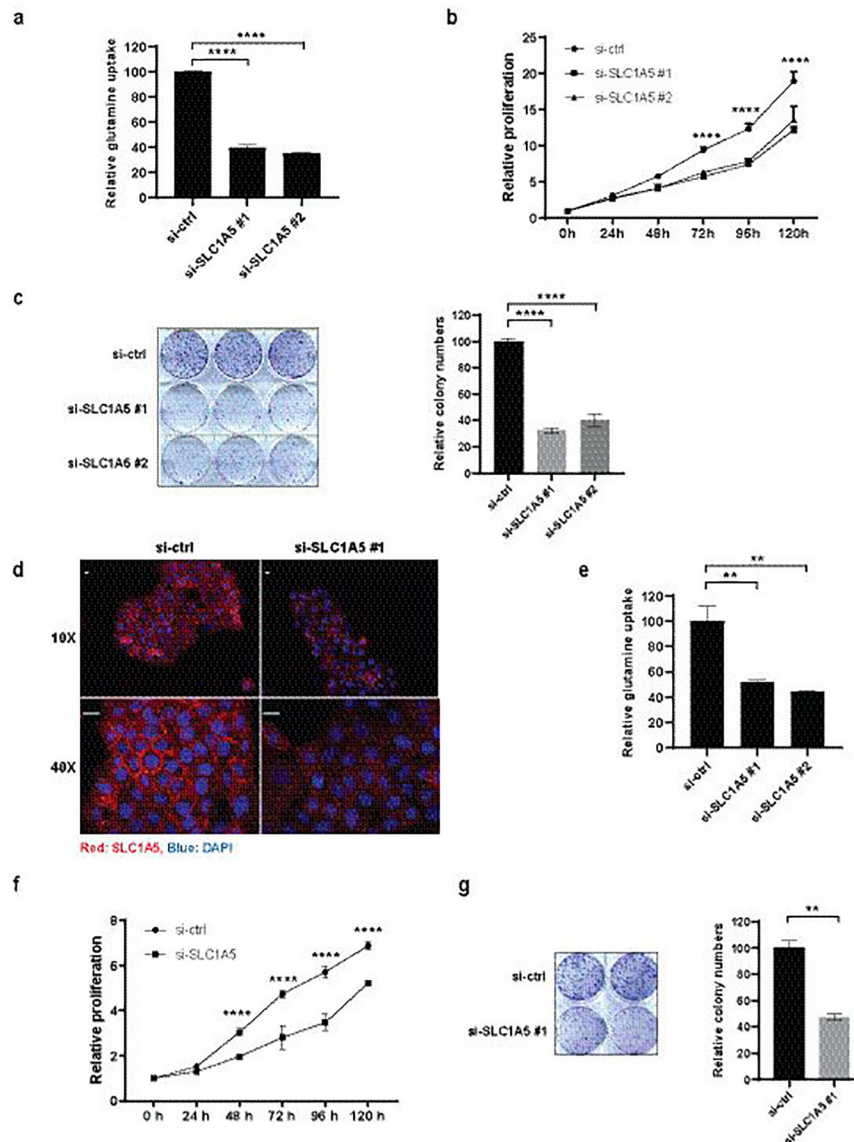 a
Relative glutamine uptake
120
100
80
60
40
20
0
****
****
si-ctrl
si-SLC1A5 #1
si-SLC1A5 #2
b
Relative proliferation
25
20
15
10
5
0
si-ctrl
si-SLC1A5 #1
si-SLC1A5 #2
****
****
****
0h
24h
48h
72h
96h
120h
c
si-ctrl
si-SLC1A5 #1
si-SLC1A5 #2
Relative colony numbers
120
100
80
60
40
20
0
****
****
si-ctrl
si-SLC1A5 #1
si-SLC1A5 #2
d
si-ctrl
si-SLC1A5 #1
10X
40X
Red: SLC1A5, Blue: DAPI
e
Relative glutamine uptake
120
100
80
60
40
20
0
**
**
si-ctrl
si-SLC1A5 #1
si-SLC1A5 #2
f
Relative proliferation
8
6
4
2
0
si-ctrl
si-SLC1A5
****
****
****
****
0 h
24 h
48 h
72 h
96 h
120 h
g
si-ctrl
si-SLC1A5 #1
Relative colony numbers
120
100
80
60
40
20
0
**
si-ctrl
si-SLC1A5 #1